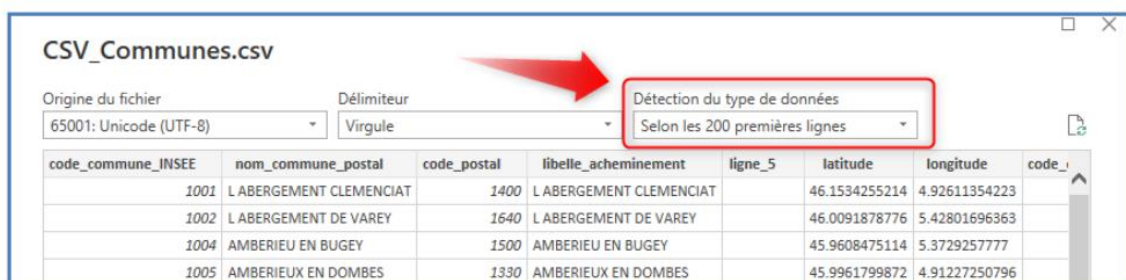 CSV_Communes.csv
Origine du fichier Délimiteur Détection du type de données
65001: Unicode (UTF-8) Virgule Selon les 200 premières lignes
code_commune_INSEE nom_commune_postal code_postal libelle_acheminement ligne_5 latitude longitude code_
1001 L ABERGEMENT CLEMENCIAT 1400 L ABERGEMENT CLEMENCIAT 46.1534255214 4.92611354223
1002 L ABERGEMENT DE VAREY 1640 L ABERGEMENT DE VAREY 46.0091878776 5.42801696363
1004 AMBERIEU EN BUGEY 1500 AMBERIEU EN BUGEY 45.9608475114 5.3729257777
1005 AMBERIEUX EN DOMBES 1330 AMBERIEUX EN DOMBES 45.9961799872 4.91227250796